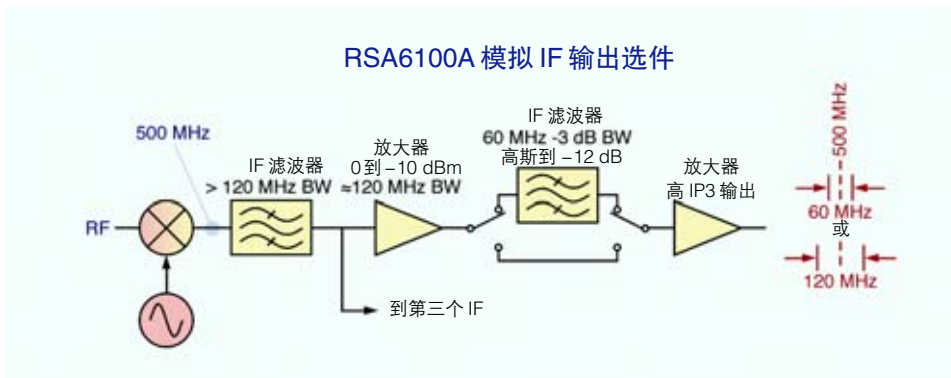 RSA6100A 模拟 IF 输出选件
500 MHz
IF 滤波器
> 120 MHz BW
放大器
0到 –10 dBm
≈120 MHz BW
IF 滤波器
60 MHz -3 dB BW
高斯到 –12 dB
放大器
高 IP3 输出
RF
到第三个 IF
500 MHz
60 MHz
或
120 MHz